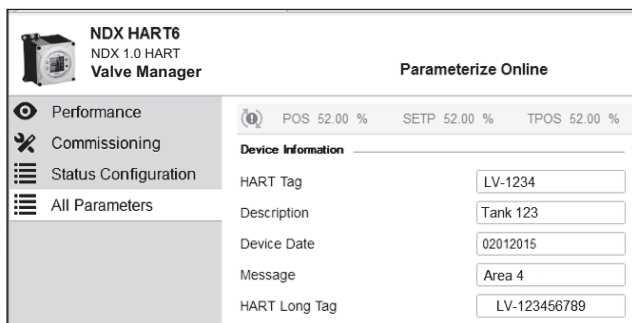 NDX HART6
NDX 1.0 HART
Valve Manager
Parameterize Online
Performance
Commissioning
Status Configuration
All Parameters
POS 52.00 % SETP 52.00 % TPOS 52.00 %
Device Information
HART Tag LV-1234
Description Tank 123
Device Date 02012015
Message Area 4
HART Long Tag LV-123456789